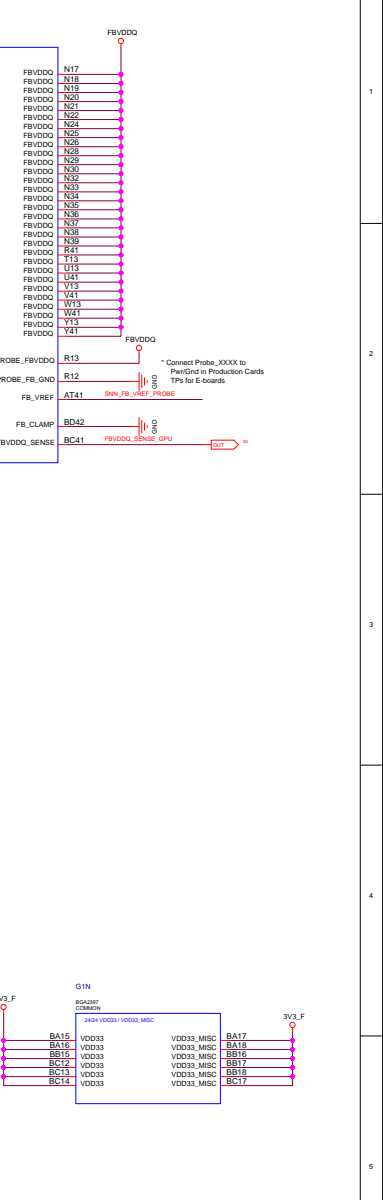 FBVDDQ
FBVDDQ N17
FBVDDQ N18
FBVDDQ N19
FBVDDQ N20
FBVDDQ N21
FBVDDQ N22
FBVDDQ N24
FBVDDQ N25
FBVDDQ N26
FBVDDQ N28
FBVDDQ N29
FBVDDQ N30
FBVDDQ N32
FBVDDQ N33
FBVDDQ N34
FBVDDQ N35
FBVDDQ N36
FBVDDQ N37
FBVDDQ N38
FBVDDQ N39
FBVDDQ R41
FBVDDQ T13
FBVDDQ U13
FBVDDQ U41
FBVDDQ V13
FBVDDQ V41
FBVDDQ W13
FBVDDQ W41
FBVDDQ Y13
FBVDDQ Y41
1
FBVDDQ
2
ROBE_FBVDDQ R13
* Connect Probe_XXXX to
Pwr/Gnd in Production Cards
TPs for E-boards
ROBE_FB_GND R12
GND
FB_VREF AT41 SNN_FB_VREF_PROBE
FB_CLAMP BD42
GND
BVDDQ_SENSE BC41 FBVDDQ_SENSE_GPU OUT
3
4
G1N
BGA2397
COMMON
24/24 VDD33 / VDD33_MISC
V3_F
3V3_F
BA15 VDD33 VDD33_MISC BA17
BA16 VDD33 VDD33_MISC BA18
BB15 VDD33 VDD33_MISC BB16
BC12 VDD33 VDD33_MISC BB17
BC13 VDD33 VDD33_MISC BB18
BC14 VDD33 VDD33_MISC BC17
5